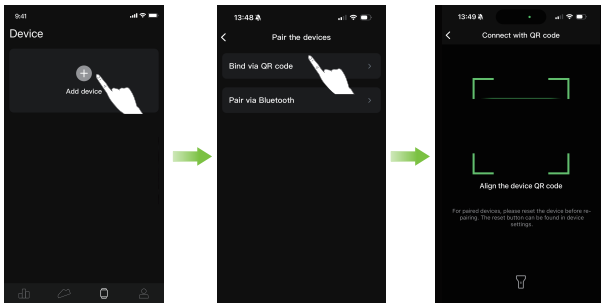 9:41
Device
Add device
13:48
Pair the devices
Bind via QR code
Pair via Bluetooth
13:49
Connect with QR code
Align the device QR code
For paired devices, please reset the device before re-
pairing. The reset button can be found in device
settings.